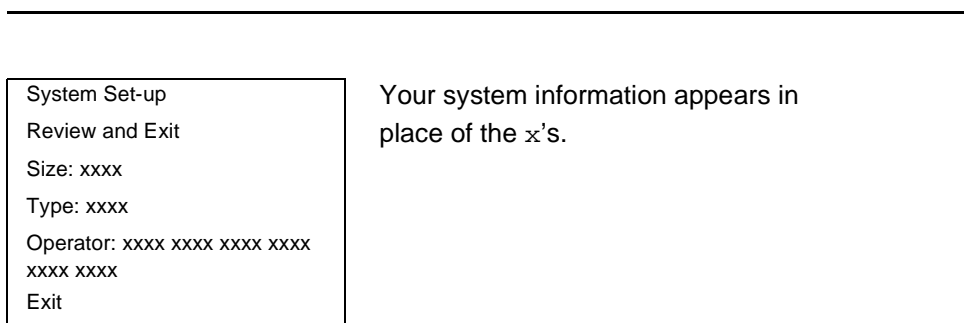 System Set-up
Review and Exit
Size: xxxx
Type: xxxx
Operator: xxxx xxxx xxxx xxxx
xxxx xxxx
Exit
Your system information appears in
place of the x’s.